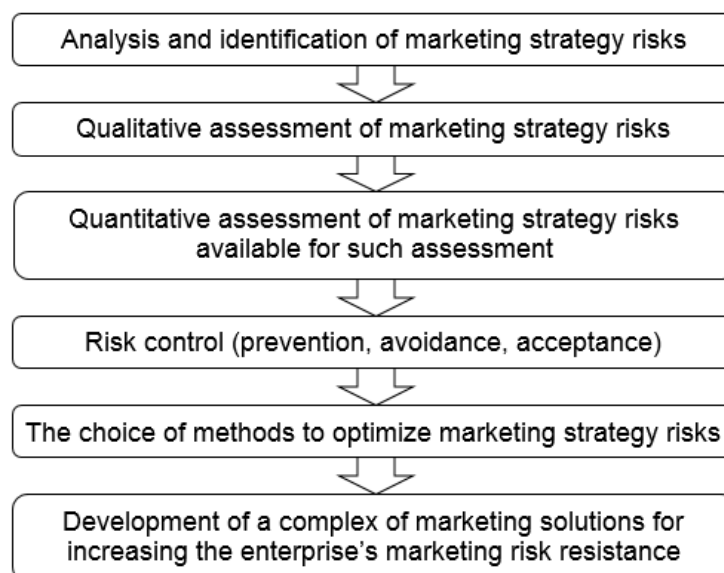 Analysis and identification of marketing strategy risks
Qualitative assessment of marketing strategy risks
Quantitative assessment of marketing strategy risks
available for such assessment
Risk control (prevention, avoidance, acceptance)
The choice of methods to optimize marketing strategy risks
Development of a complex of marketing solutions for
increasing the enterprise's marketing risk resistance